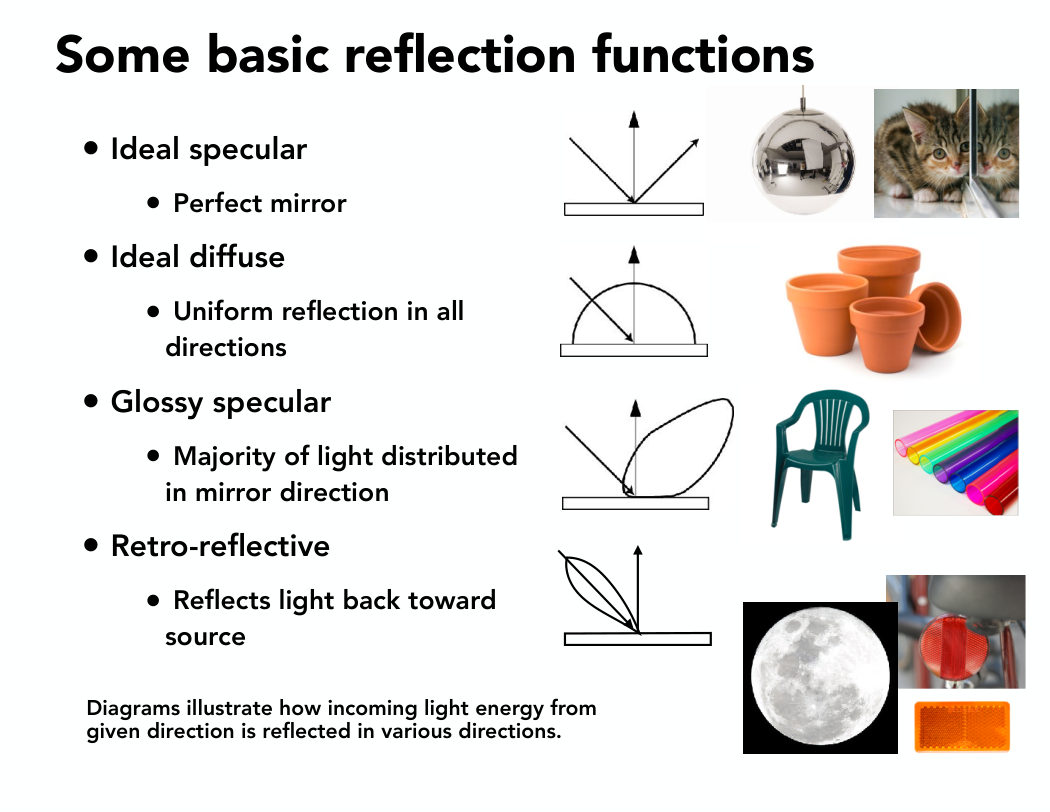 Some basic reflection functions
• Ideal specular
• Perfect mirror
• Ideal diffuse
• Uniform reflection in all
directions
• Glossy specular
• Majority of light distributed
in mirror direction
• Retro-reflective
• Reflects light back toward
source
Diagrams illustrate how incoming light energy from
given direction is reflected in various directions.